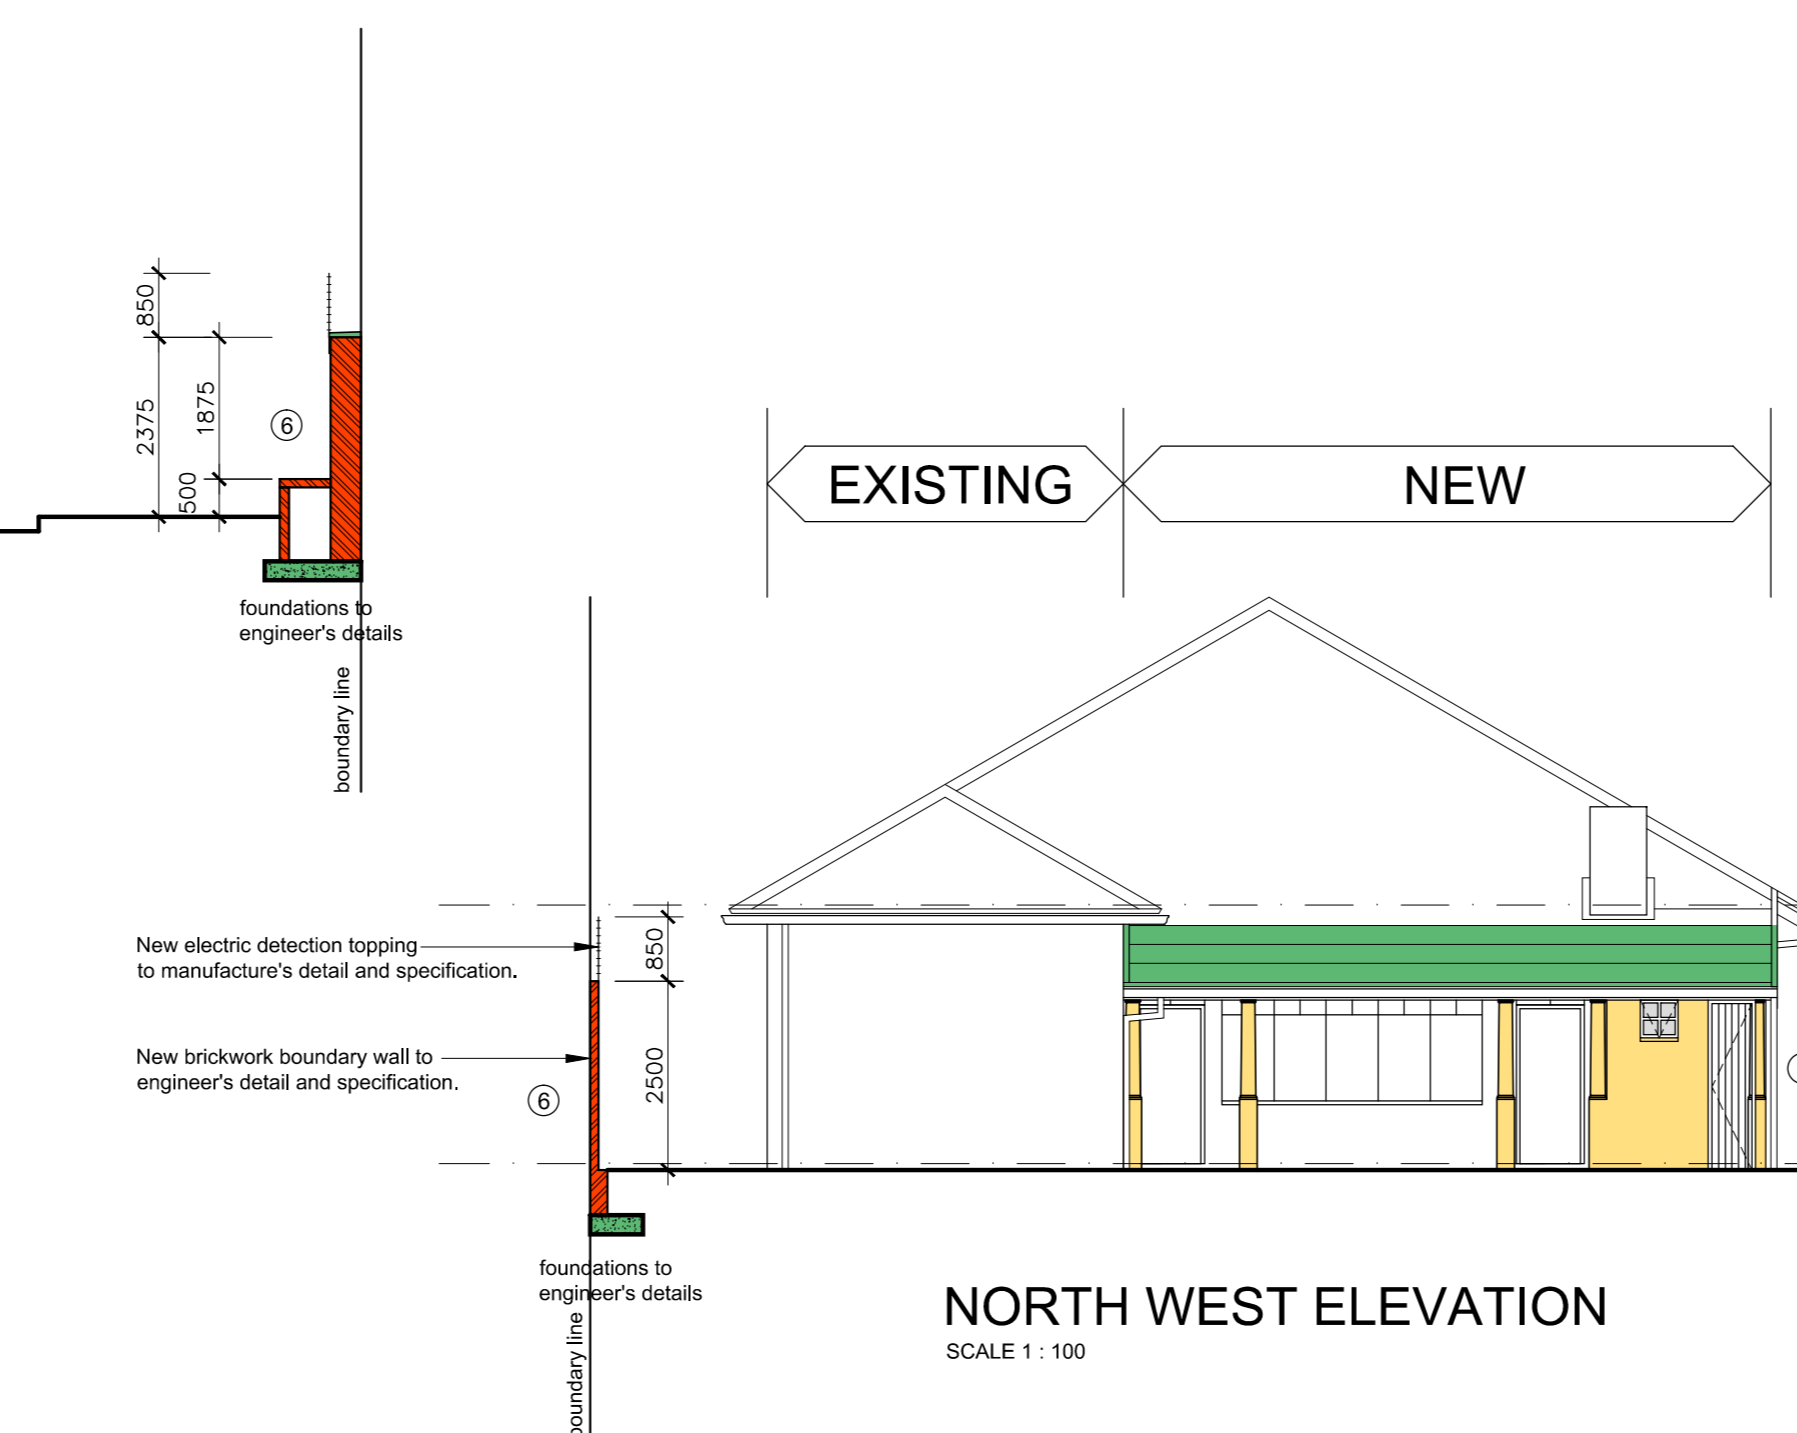 850
2375
1875
500
6
foundations to
engineer's details
boundary line
EXISTING
NEW
New electric detection topping
to manufacture's detail and specification.
850
New brickwork boundary wall to
engineer's detail and specification.
6
2500
foundations to
engineer's details
boundary line
NORTH WEST ELEVATION
SCALE 1 : 100